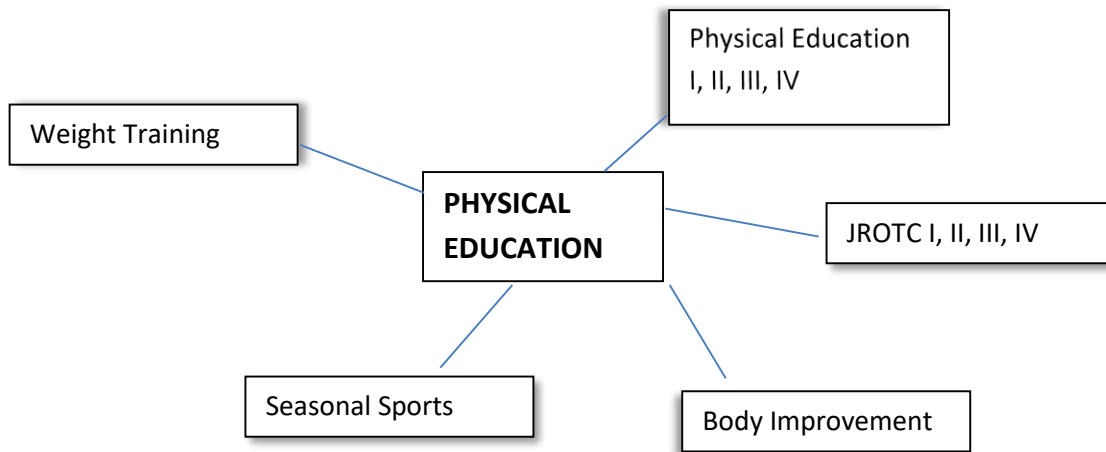 Physical Education
I, II, III, IV
Weight Training
PHYSICAL
EDUCATION
JROTC I, II, III, IV
Seasonal Sports
Body Improvement